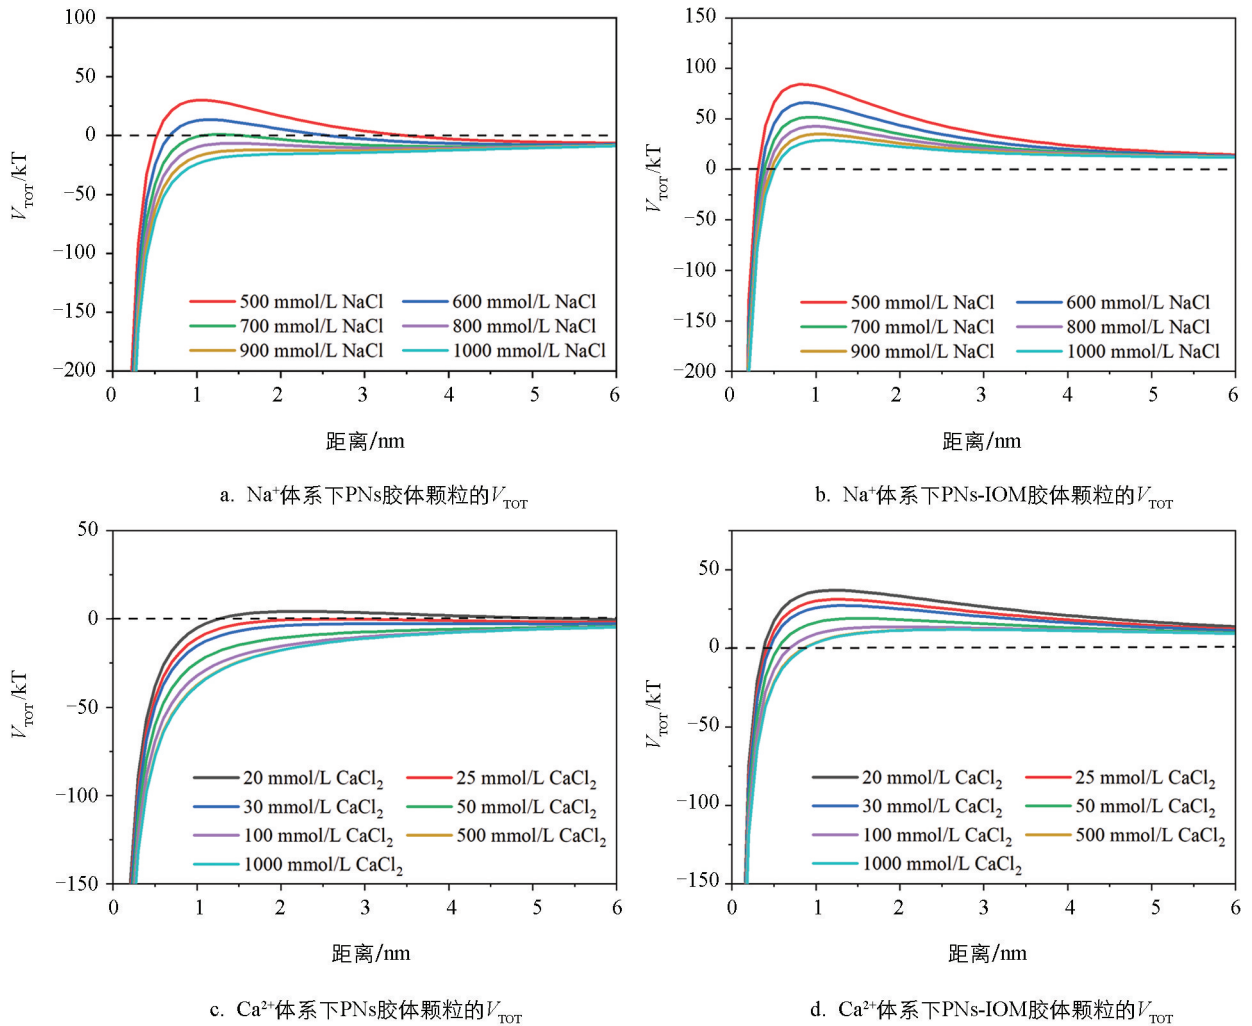 100
50
0
−50
−100
−150
−200
V_TOT/kT
500 mmol/L NaCl 600 mmol/L NaCl
700 mmol/L NaCl 800 mmol/L NaCl
900 mmol/L NaCl 1000 mmol/L NaCl
0 1 2 3 4 5 6
距离/nm
a. Na⁺体系下PNs胶体颗粒的V_TOT
150
100
50
0
−50
−100
−150
−200
V_TOT/kT
500 mmol/L NaCl 600 mmol/L NaCl
700 mmol/L NaCl 800 mmol/L NaCl
900 mmol/L NaCl 1000 mmol/L NaCl
0 1 2 3 4 5 6
距离/nm
b. Na⁺体系下PNs-IOM胶体颗粒的V_TOT
50
0
−50
−100
−150
V_TOT/kT
20 mmol/L CaCl₂ 25 mmol/L CaCl₂
30 mmol/L CaCl₂ 50 mmol/L CaCl₂
100 mmol/L CaCl₂ 500 mmol/L CaCl₂
1000 mmol/L CaCl₂
0 1 2 3 4 5 6
距离/nm
c. Ca²⁺体系下PNs胶体颗粒的V_TOT
50
0
−50
−100
−150
V_TOT/kT
20 mmol/L CaCl₂ 25 mmol/L CaCl₂
30 mmol/L CaCl₂ 50 mmol/L CaCl₂
100 mmol/L CaCl₂ 500 mmol/L CaCl₂
1000 mmol/L CaCl₂
0 1 2 3 4 5 6
距离/nm
d. Ca²⁺体系下PNs-IOM胶体颗粒的V_TOT